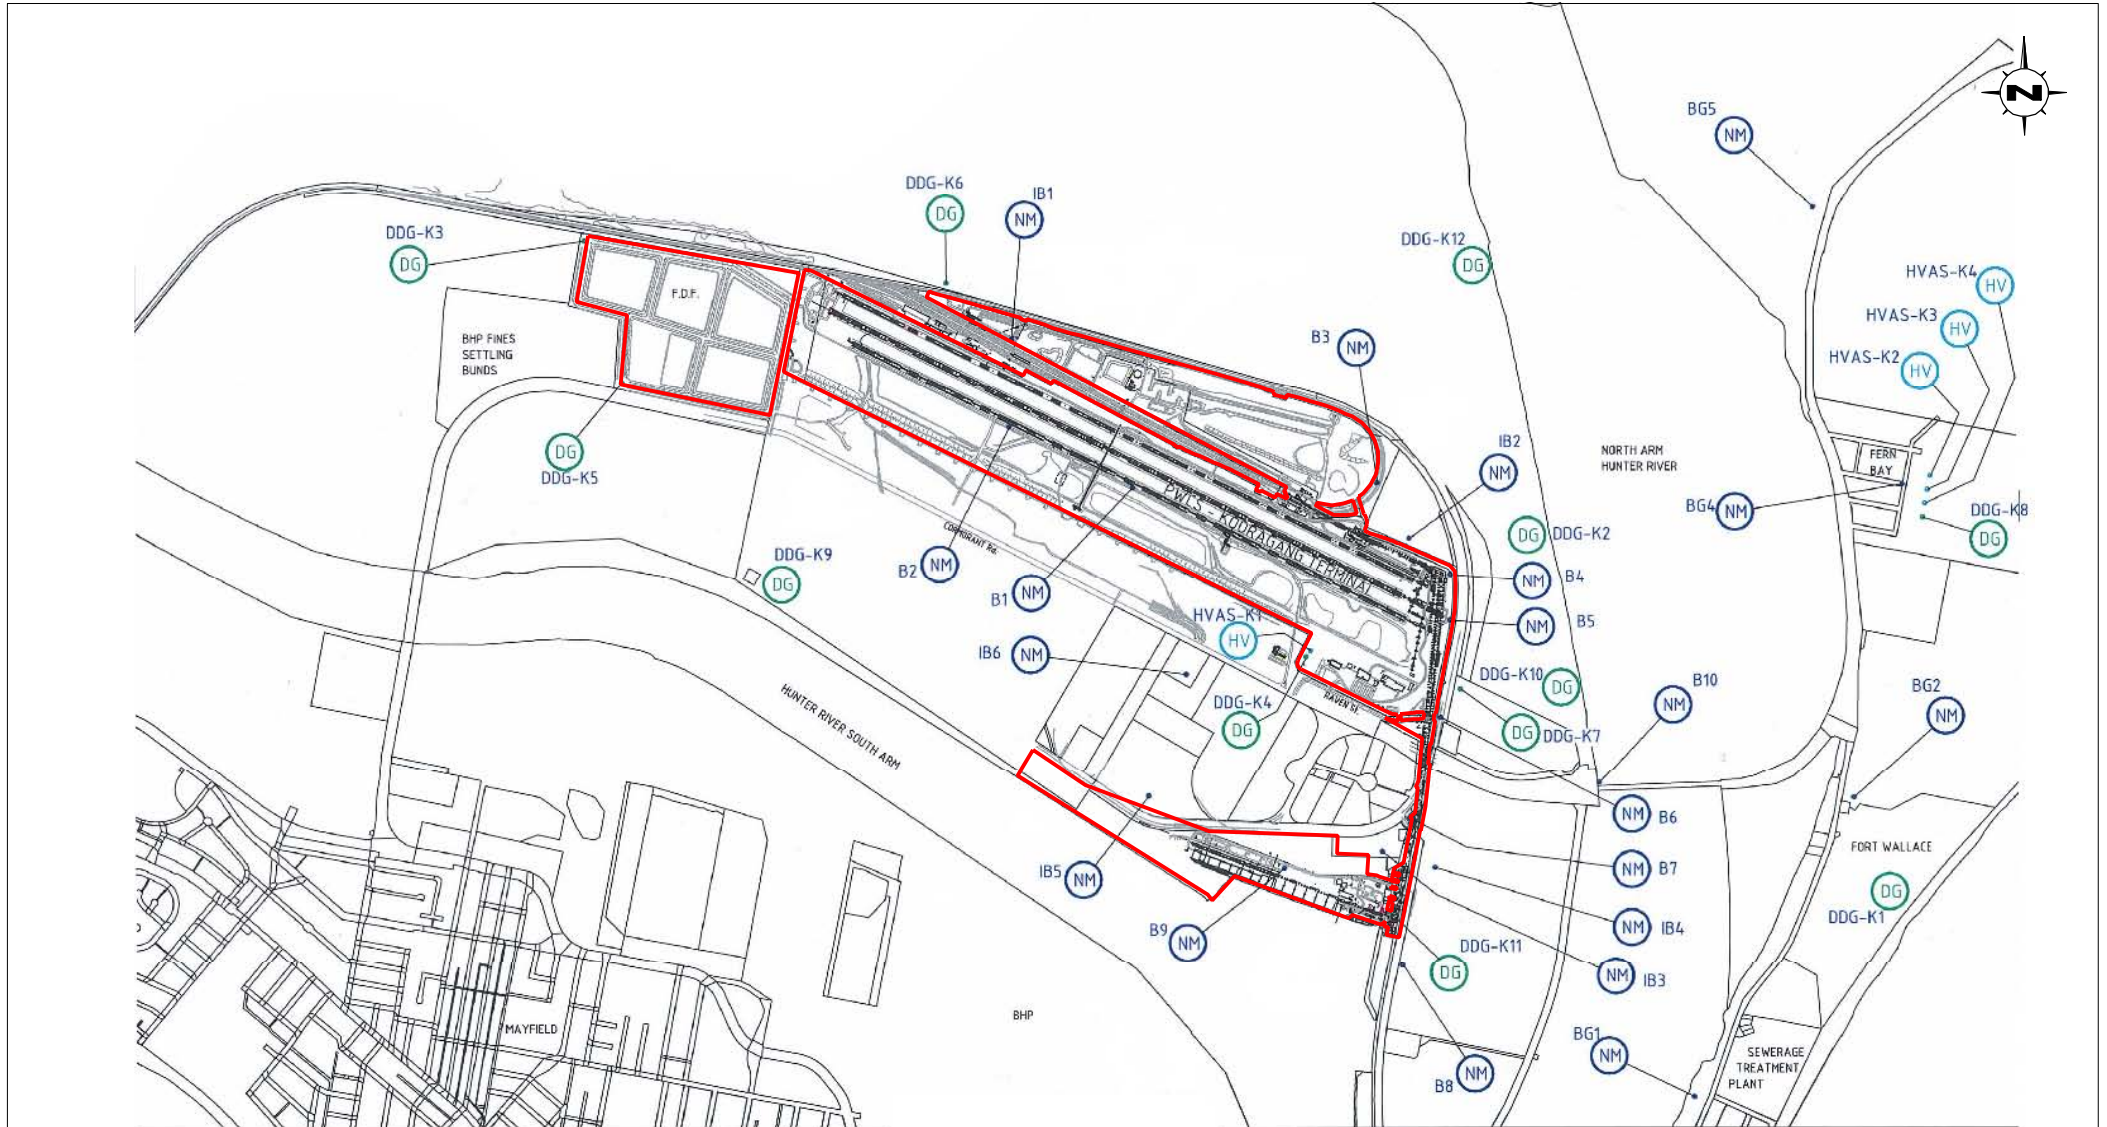 N
BG5
NM
DDG-K6
DG
IB1
NM
DDG-K3
DG
DDG-K12
DG
HVAS-K4
HV
HVAS-K3
HV
HVAS-K2
HV
F.D.F.
BHP FINES
SETTLING
BUNDS
B3
NM
DG
DDG-K5
IB2
NM
NORTH ARM
HUNTER RIVER
FERN
BAY
BG4
NM
DDG-K8
DG
PWCS - KOORAGANG TERMINAL
CORMORANT Rd.
DG
DDG-K2
DDG-K9
DG
B2
NM
B1
NM
NM
B4
NM
B5
HVAS-K1
HV
IB6
NM
DDG-K10
DG
DDG-K4
DG
RAVEN St.
B10
NM
BG2
NM
DG
DDG-K7
HUNTER RIVER SOUTH ARM
NM
B6
NM
B7
FORT WALLACE
DG
DDG-K1
IB5
NM
NM
IB4
B9
NM
DDG-K11
DG
NM
IB3
BHP
MAYFIELD
BG1
NM
B8
NM
SEWERAGE
TREATMENT
PLANT